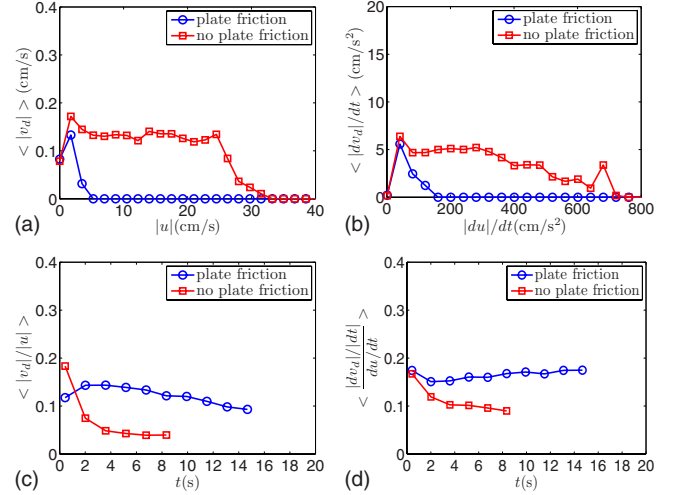 plate friction
no plate friction
0.4
0.3
0.2
0.1
0
0 10 20 30 40
< |v_d| > (cm/s)
|u|(cm/s)
(a)
plate friction
no plate friction
20
15
10
5
0
0 200 400 600 800
< |dv_d|/dt > (cm/s²)
|du|/dt(cm/s²)
(b)
plate friction
no plate friction
0.4
0.3
0.2
0.1
0
0 2 4 6 8 10 12 14 16 18 20
< |v_d|/|u| >
t(s)
(c)
plate friction
no plate friction
0.4
0.3
0.2
0.1
0
0 2 4 6 8 10 12 14 16 18 20
< |dv_d|/|dt| / du/dt >
t(s)
(d)